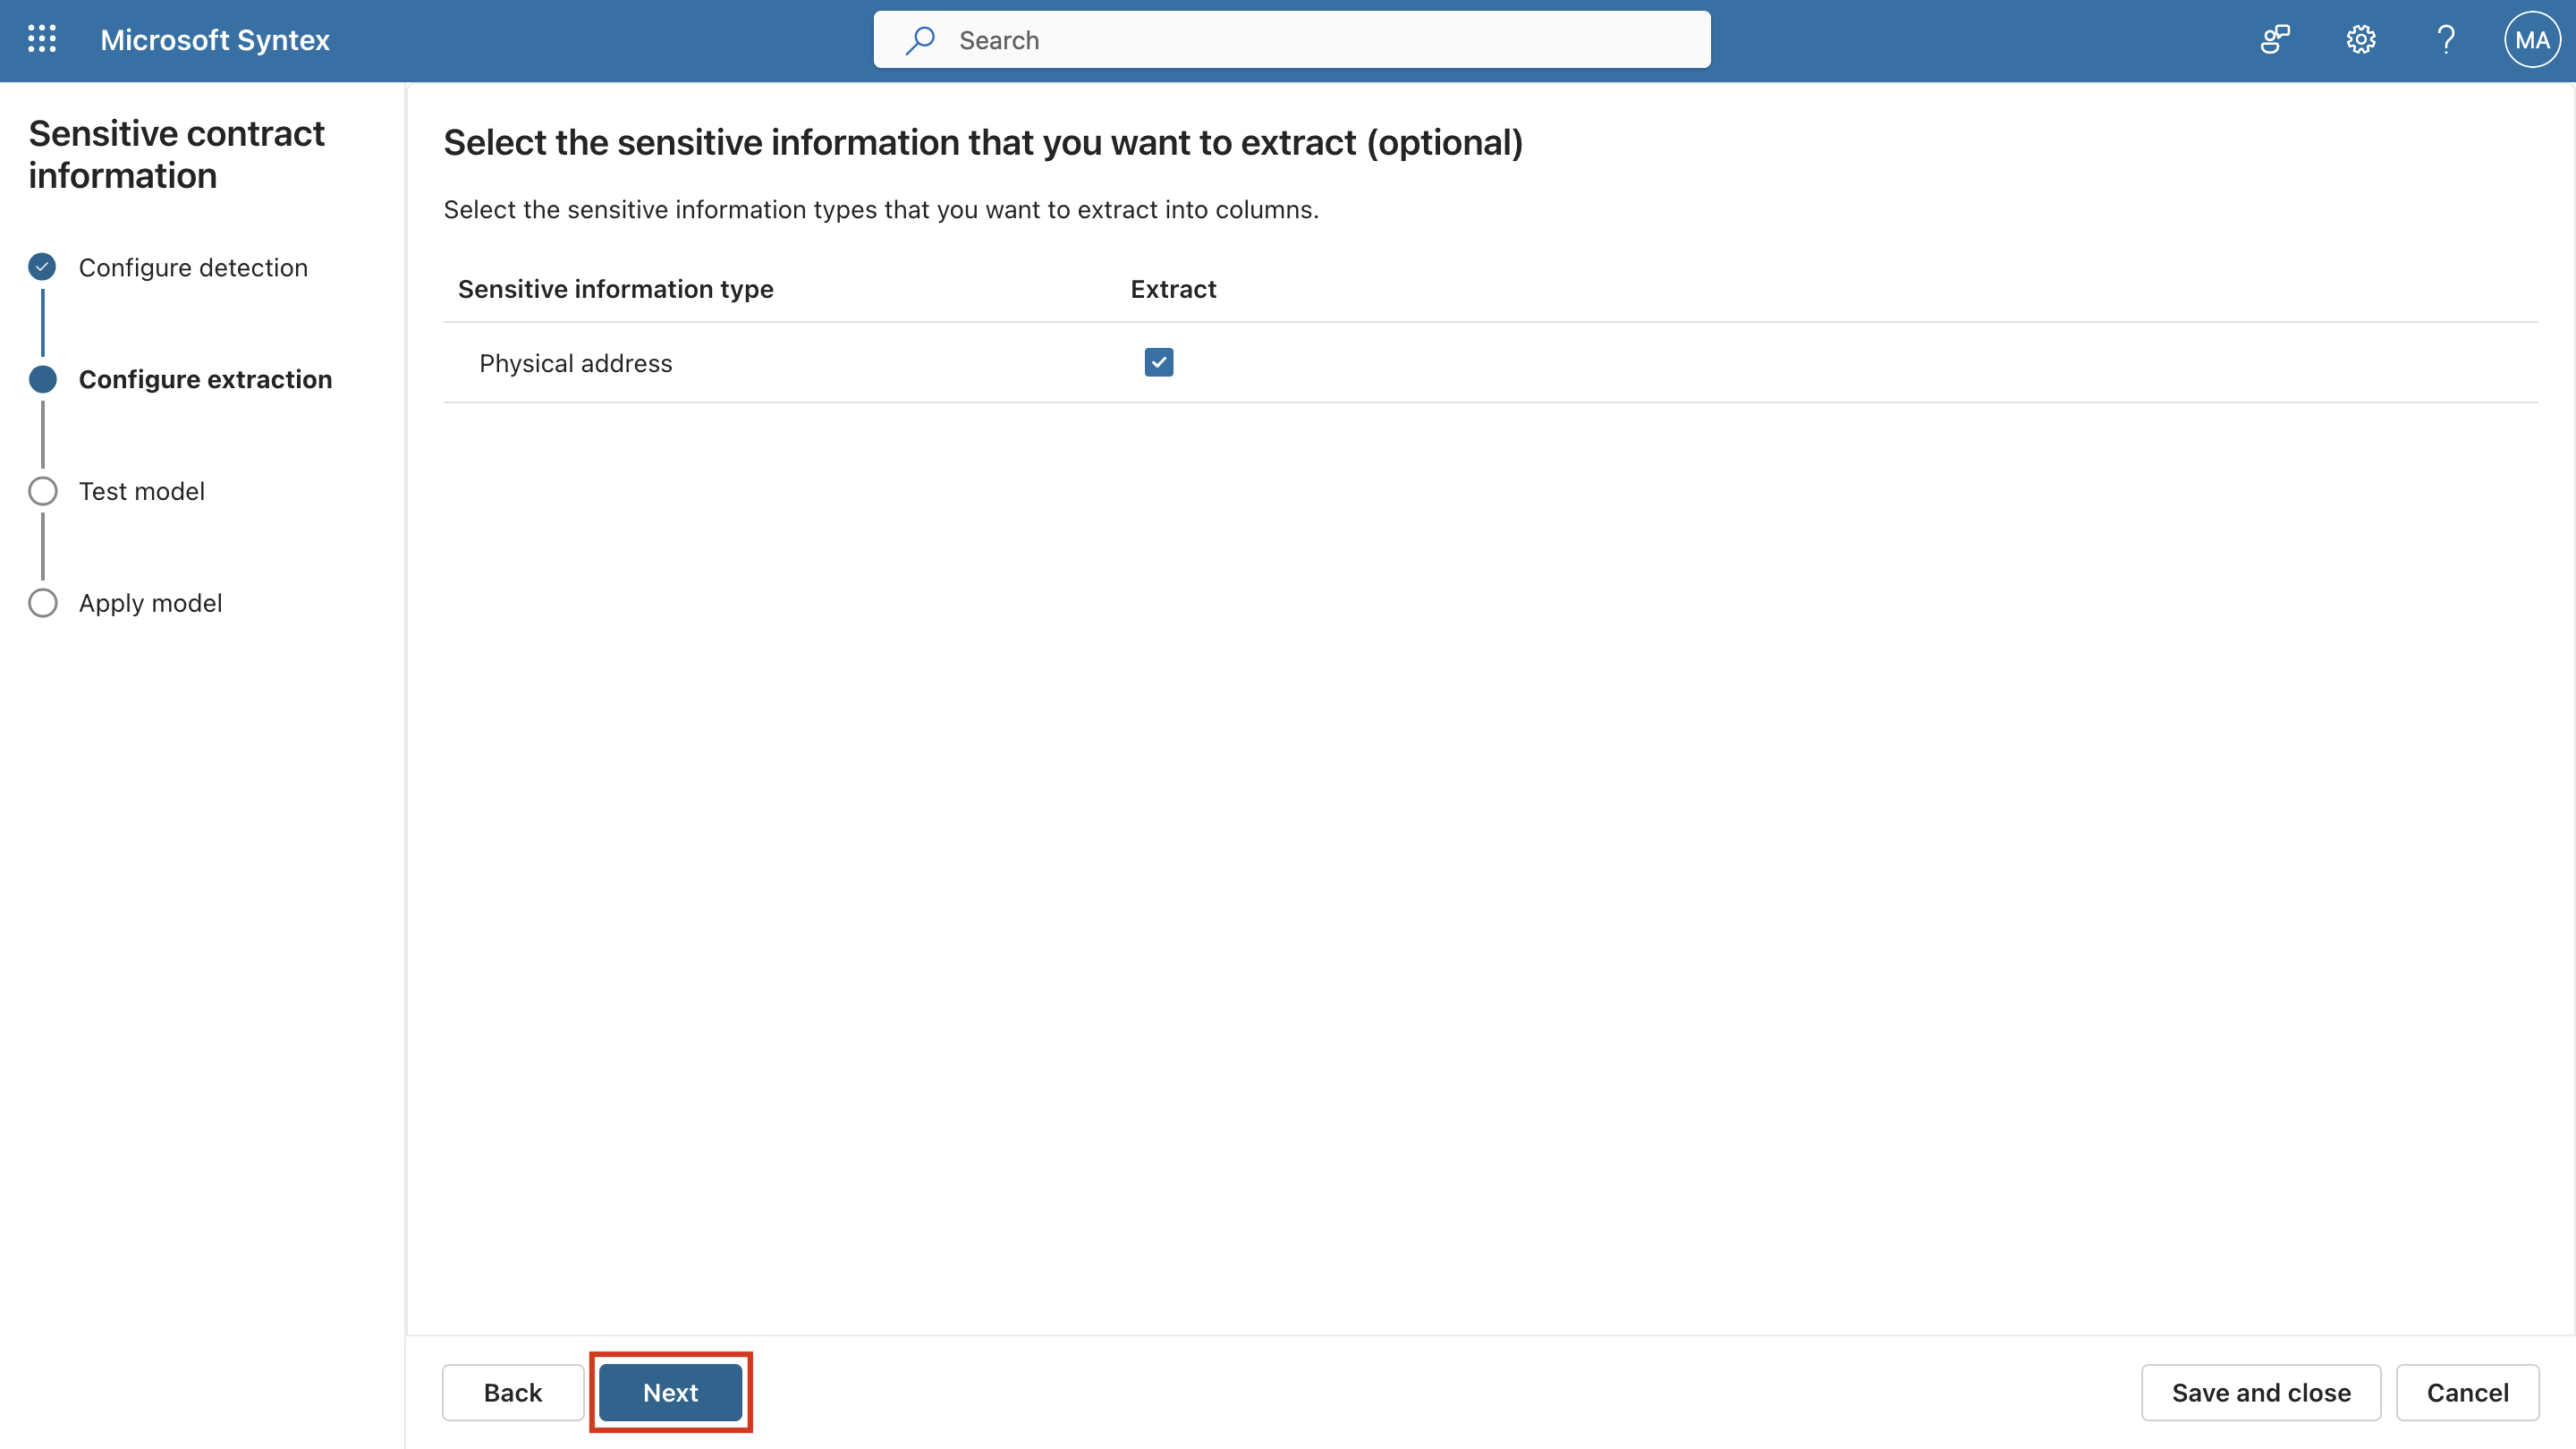 Microsoft Syntex
Search
MA
Sensitive contract
information
Configure detection
Configure extraction
Test model
Apply model
Select the sensitive information that you want to extract (optional)
Select the sensitive information types that you want to extract into columns.
Sensitive information type Extract
Physical address
Back
Next
Save and close
Cancel